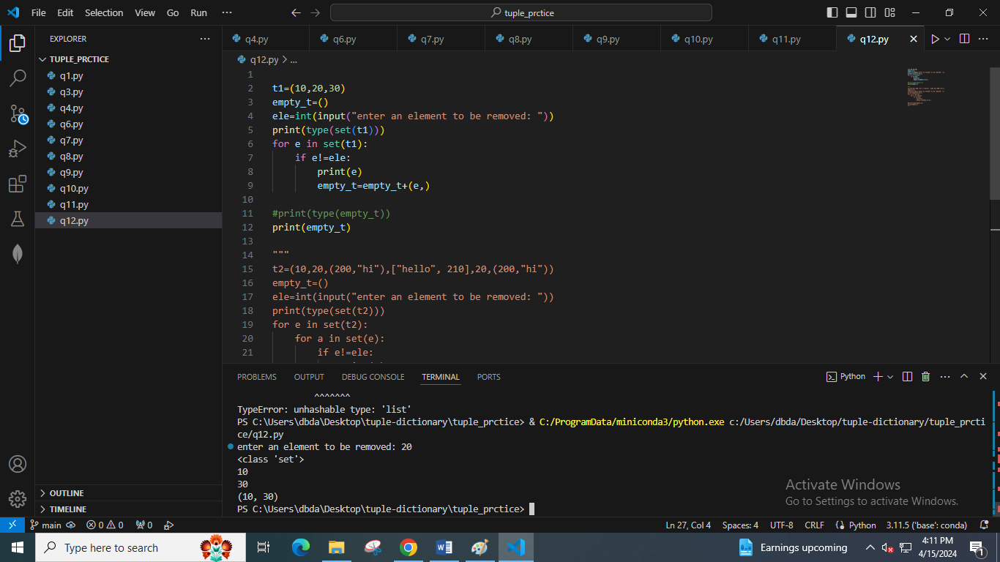 File Edit Selection View Go Run ··· tuple_prctice
EXPLORER ···
TUPLE_PRCTICE
q1.py
q3.py
q4.py
q6.py
q7.py
q8.py
q9.py
q10.py
q11.py
q12.py
OUTLINE
TIMELINE
q4.py q6.py q7.py q8.py q9.py q10.py q11.py q12.py
q12.py > ...
1
2 t1=(10,20,30)
3 empty_t=()
4 ele=int(input("enter an element to be removed: "))
5 print(type(set(t1)))
6 for e in set(t1):
7 if e!=ele:
8 print(e)
9 empty_t=empty_t+(e,)
10
11 #print(type(empty_t))
12 print(empty_t)
13
14 """
15 t2=(10,20,(200,"hi"),["hello", 210],20,(200,"hi"))
16 empty_t=()
17 ele=int(input("enter an element to be removed: "))
18 print(type(set(t2)))
19 for e in set(t2):
20 for a in set(e):
21 if e!=ele:
PROBLEMS OUTPUT DEBUG CONSOLE TERMINAL PORTS Python
^^^^^^^
TypeError: unhashable type: 'list'
PS C:\Users\dbda\Desktop\tuple-dictionary\tuple_prctice> & C:/ProgramData/miniconda3/python.exe c:/Users/dbda/Desktop/tuple-dictionary/tuple_prcti
ce/q12.py
enter an element to be removed: 20
<class 'set'>
10
30
(10, 30)
PS C:\Users\dbda\Desktop\tuple-dictionary\tuple_prctice>
Activate Windows
Go to Settings to activate Windows.
main 0 0 0 Ln 27, Col 4 Spaces: 4 UTF-8 CRLF Python 3.11.5 ('base': conda)
Type here to search Earnings upcoming 4:11 PM
4/15/2024 1